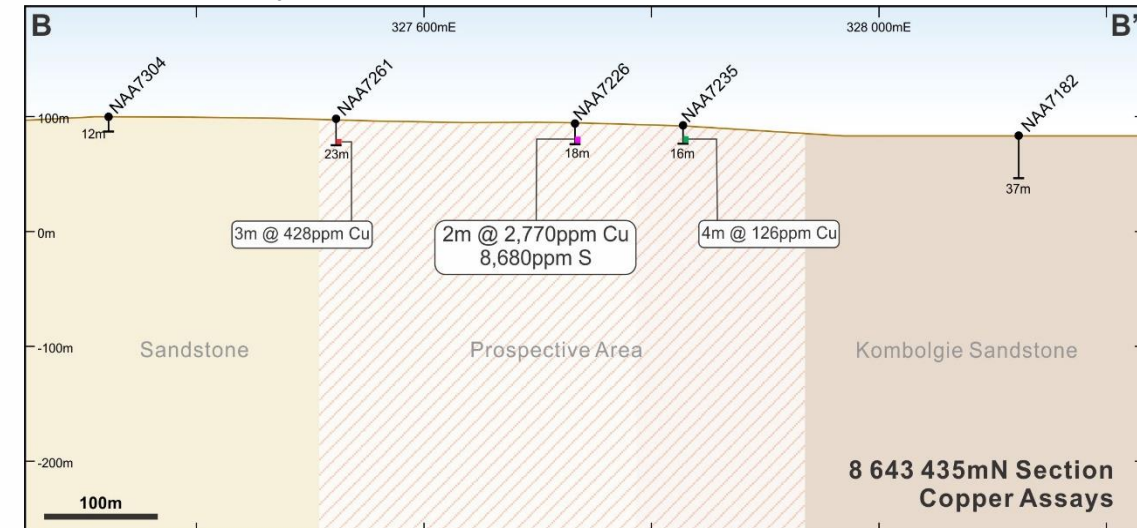 B
327 600mE
328 000mE
B'
NAA7304
NAA7261
NAA7226
NAA7235
NAA7182
100m
12m
23m
18m
16m
37m
3m @ 428ppm Cu
2m @ 2,770ppm Cu
8,680ppm S
4m @ 126ppm Cu
0m
-100m
Sandstone
Prospective Area
Kombolgie Sandstone
-200m
8 643 435mN Section
Copper Assays
100m